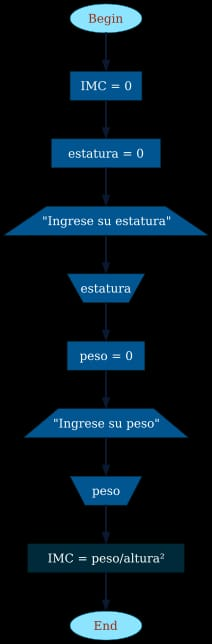 Begin
IMC = 0
estatura = 0
"Ingrese su estatura"
estatura
peso = 0
"Ingrese su peso"
peso
IMC = peso/altura²
End